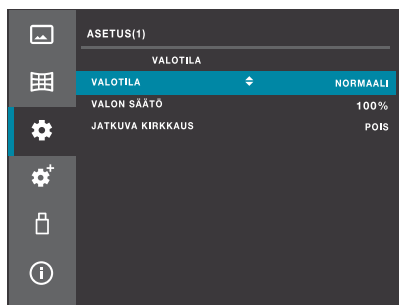 ASETUS(1)
VALOTILA
VALOTILA NORMAALI
VALON SÄÄTÖ 100%
JATKUVA KIRKKAUS POIS